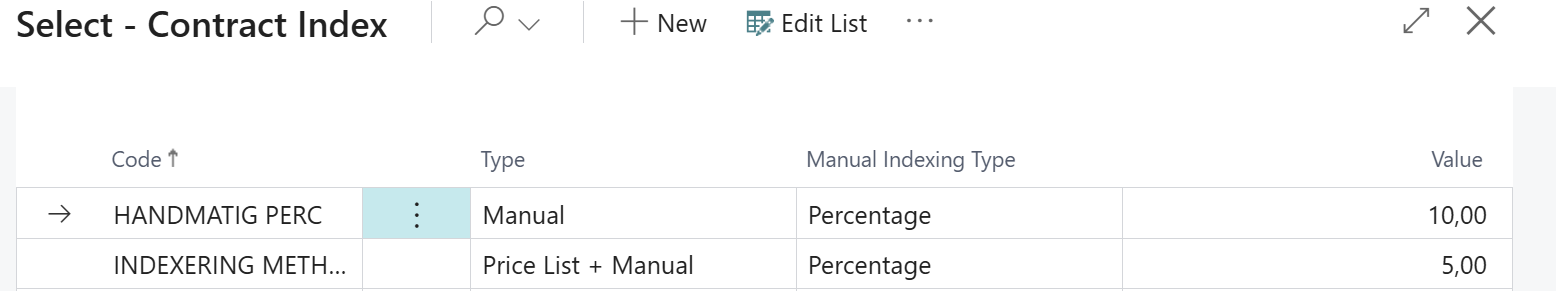 Select - Contract Index
New
Edit List
Code Type Manual Indexing Type Value
HANDMATIG PERC Manual Percentage 10,00
INDEXERING METH... Price List + Manual Percentage 5,00